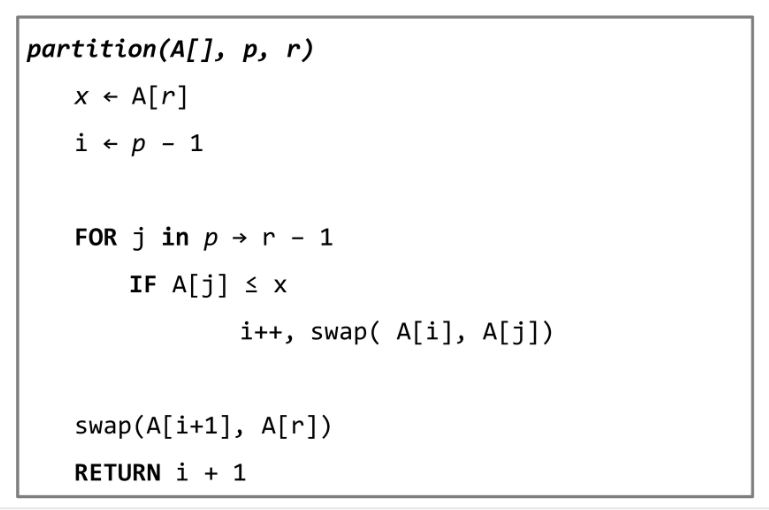 partition(A[], p, r)
x ← A[r]
i ← p – 1
FOR j in p → r – 1
IF A[j] ≤ x
i++, swap( A[i], A[j])
swap(A[i+1], A[r])
RETURN i + 1